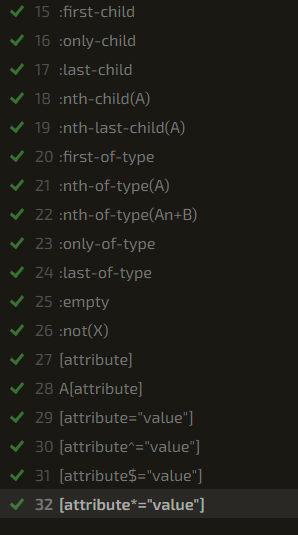 15 :first-child
16 :only-child
17 :last-child
18 :nth-child(A)
19 :nth-last-child(A)
20 :first-of-type
21 :nth-of-type(A)
22 :nth-of-type(An+B)
23 :only-of-type
24 :last-of-type
25 :empty
26 :not(X)
27 [attribute]
28 A[attribute]
29 [attribute="value"]
30 [attribute^="value"]
31 [attribute$="value"]
32 [attribute*="value"]